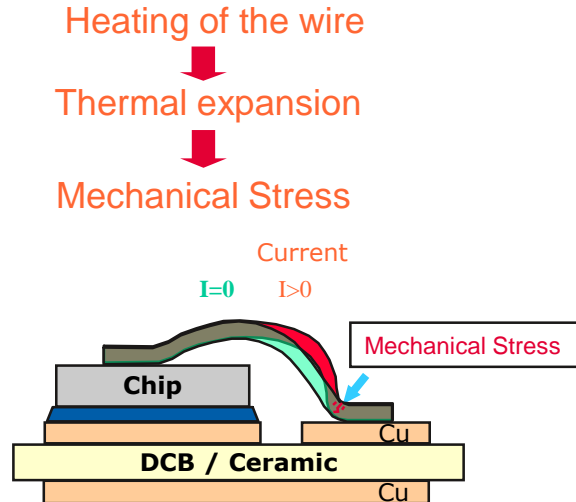 Heating of the wire
Thermal expansion
Mechanical Stress
Current
I=0 I>0
Mechanical Stress
Chip
Cu
DCB / Ceramic
Cu